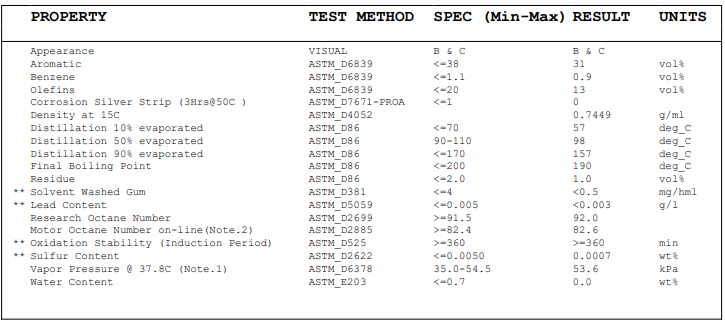 PROPERTY TEST METHOD SPEC (Min-Max) RESULT UNITS
Appearance VISUAL B & C B & C
Aromatic ASTM_D6839 <=38 31 vol%
Benzene ASTM_D6839 <=1.1 0.9 vol%
Olefins ASTM_D6839 <=20 13 vol%
Corrosion Silver Strip (3Hrs@50C ) ASTM_D7671-PROA <=1 0
Density at 15C ASTM_D4052 0.7449 g/ml
Distillation 10% evaporated ASTM_D86 <=70 57 deg_C
Distillation 50% evaporated ASTM_D86 90-110 98 deg_C
Distillation 90% evaporated ASTM_D86 <=170 157 deg_C
Final Boiling Point ASTM_D86 <=200 190 deg_C
Residue ASTM_D86 <=2.0 1.0 vol%
** Solvent Washed Gum ASTM_D381 <=4 <0.5 mg/hml
** Lead Content ASTM_D5059 <=0.005 <0.003 g/l
Research Octane Number ASTM_D2699 >=91.5 92.0
Motor Octane Number on-line(Note.2) ASTM_D2885 >=82.4 82.6
** Oxidation Stability (Induction Period) ASTM_D525 >=360 >=360 min
** Sulfur Content ASTM_D2622 <=0.0050 0.0007 wt%
Vapor Pressure @ 37.8C (Note.1) ASTM_D6378 35.0-54.5 53.6 kPa
Water Content ASTM_E203 <=0.7 0.0 wt%